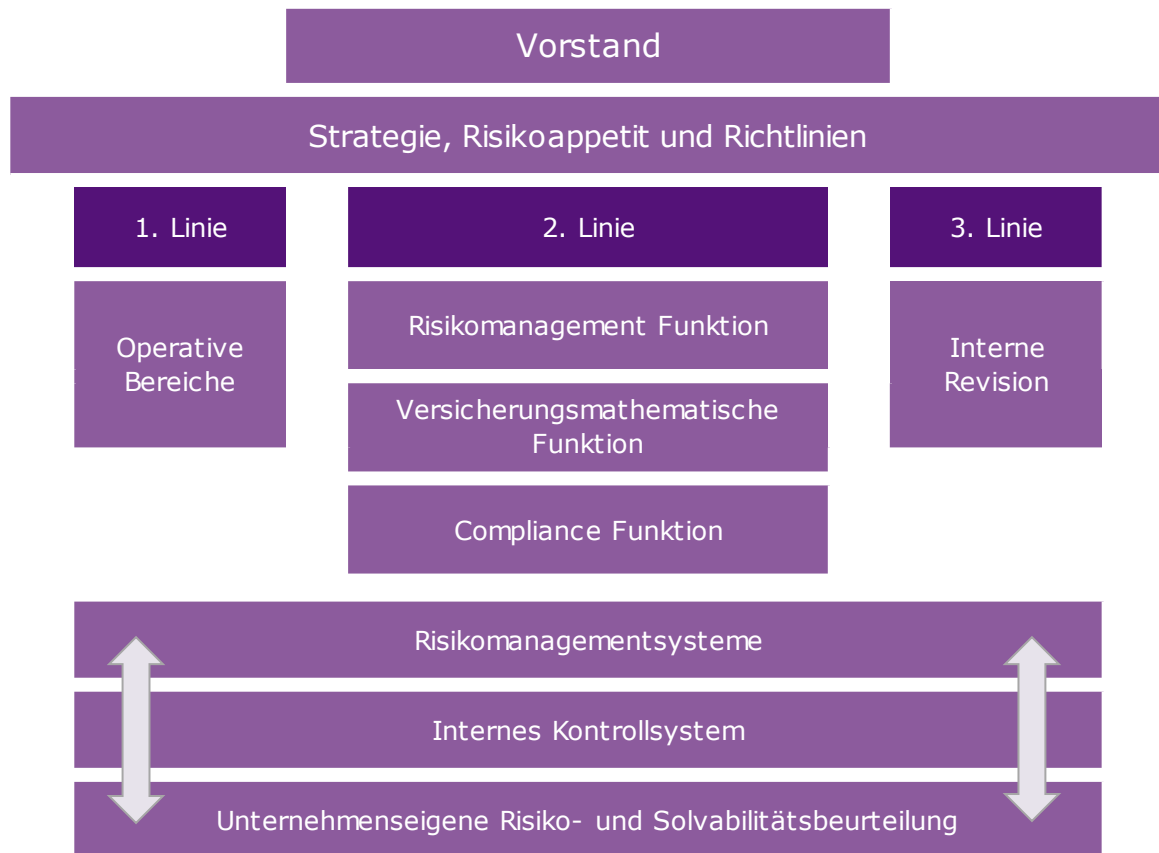 Vorstand
Strategie, Risikoappetit und Richtlinien
1. Linie
2. Linie
3. Linie
Operative
Bereiche
Risikomanagement Funktion
Versicherungsmathematische
Funktion
Compliance Funktion
Interne
Revision
Risikomanagementsysteme
Internes Kontrollsystem
Unternehmenseigene Risiko- und Solvabilitätsbeurteilung